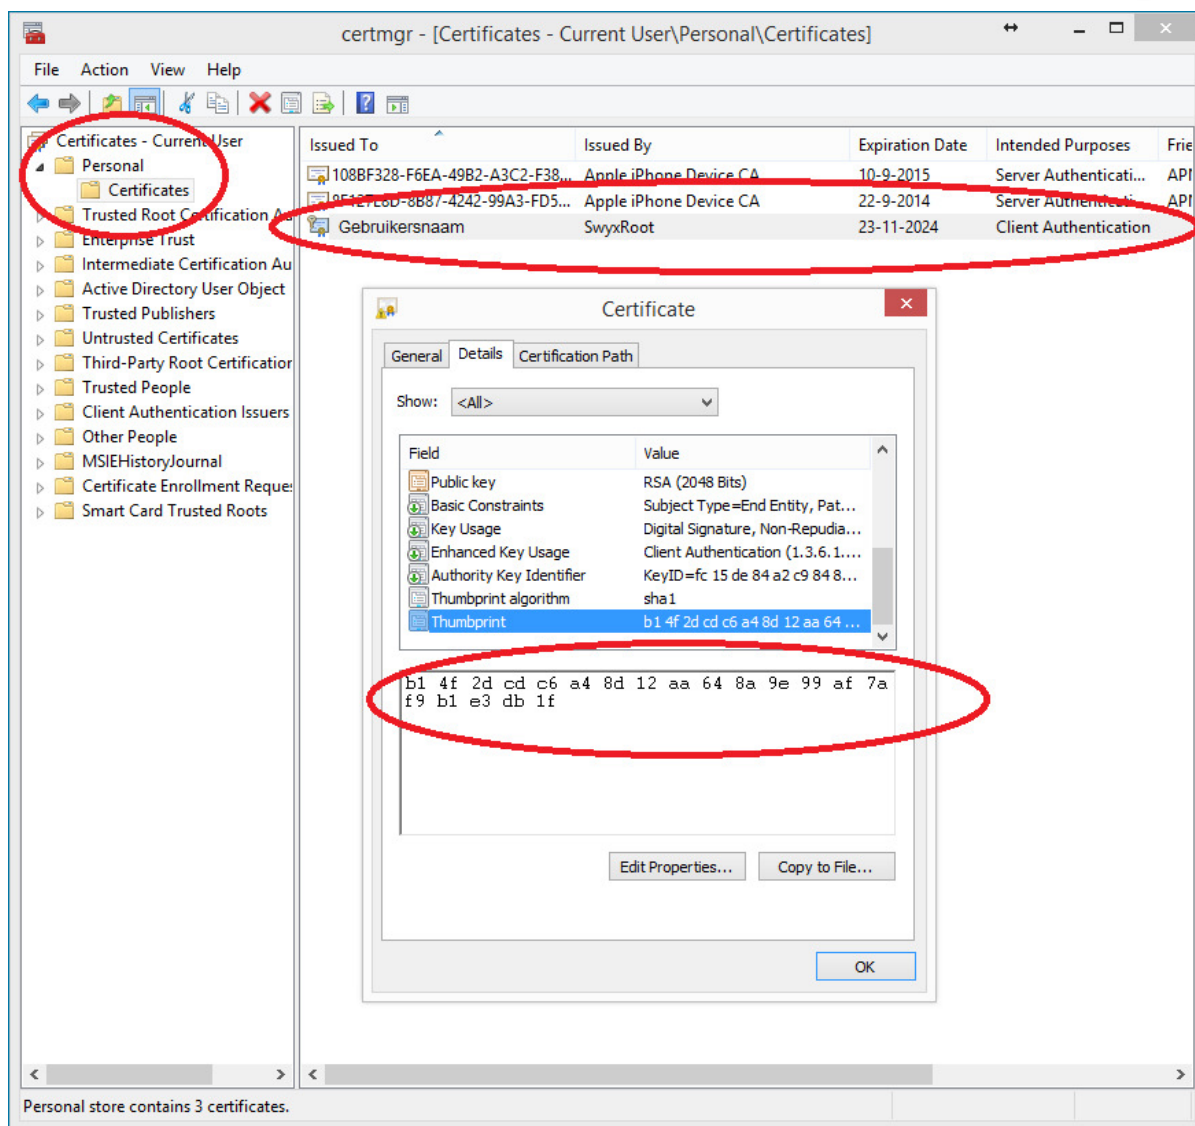 certmgr - [Certificates - Current User\Personal\Certificates]
File Action View Help
Certificates - Current User
Personal
Certificates
Trusted Root Certification Au
Enterprise Trust
Intermediate Certification Au
Active Directory User Object
Trusted Publishers
Untrusted Certificates
Third-Party Root Certification
Trusted People
Client Authentication Issuers
Other People
MSIEHistoryJournal
Certificate Enrollment Reques
Smart Card Trusted Roots
Issued To Issued By Expiration Date Intended Purposes Frie
108BF328-F6EA-49B2-A3C2-F38... Apple iPhone Device CA 10-9-2015 Server Authenticati... API
8F127E8D-8B87-4242-99A3-FD5... Apple iPhone Device CA 22-9-2014 Server Authenticati... API
Gebruikersnaam SwyxRoot 23-11-2024 Client Authentication
Certificate
General Details Certification Path
Show: <All>
Field Value
Public key RSA (2048 Bits)
Basic Constraints Subject Type=End Entity, Pat...
Key Usage Digital Signature, Non-Repudia...
Enhanced Key Usage Client Authentication (1.3.6.1....
Authority Key Identifier KeyID=fc 15 de 84 a2 c9 84 8...
Thumbprint algorithm sha1
Thumbprint b1 4f 2d cd c6 a4 8d 12 aa 64 ...
b1 4f 2d cd c6 a4 8d 12 aa 64 8a 9e 99 af 7a
f9 b1 e3 db 1f
Edit Properties... Copy to File...
OK
Personal store contains 3 certificates.